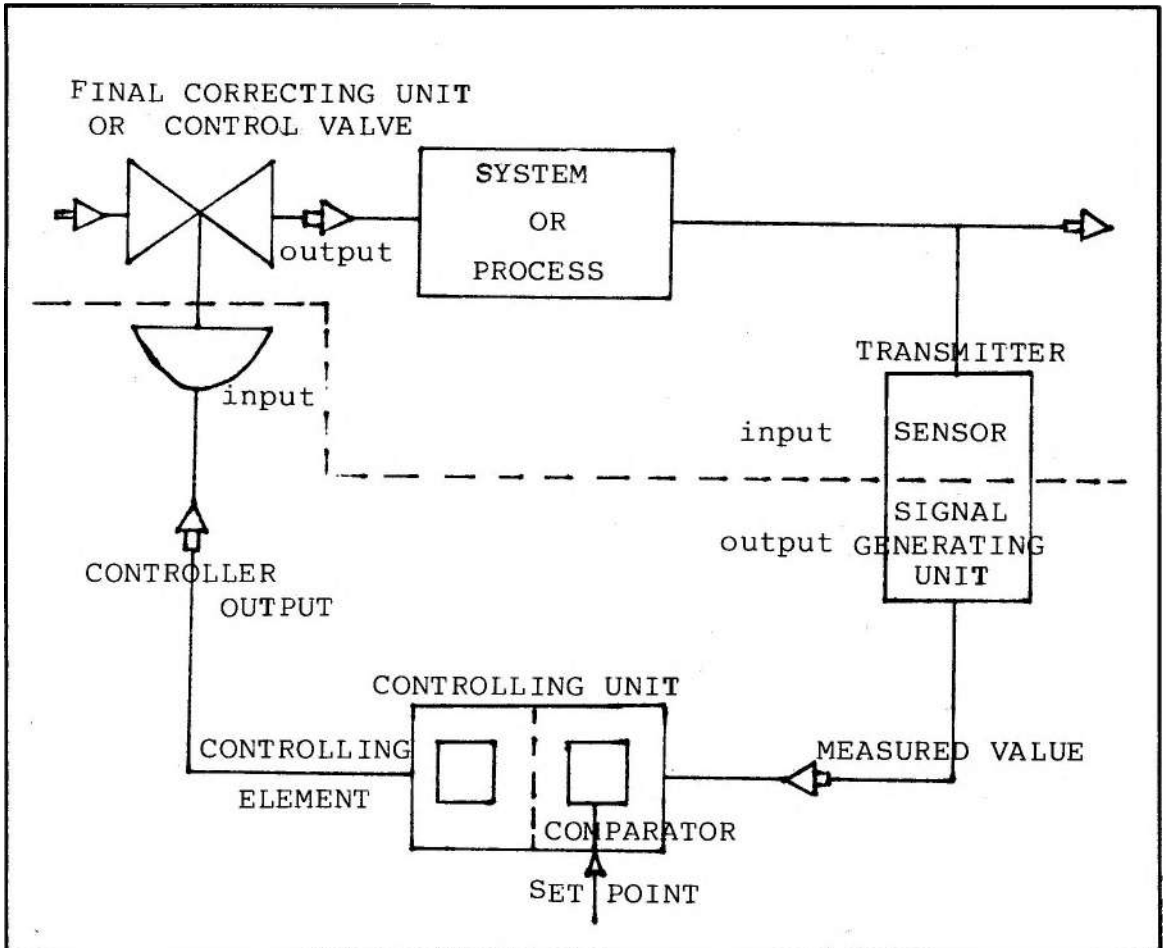 FINAL CORRECTING UNIT
OR CONTROL VALVE
output
SYSTEM
OR
PROCESS
input
TRANSMITTER
input
SENSOR
output
SIGNAL
GENERATING
UNIT
CONTROLLER
OUTPUT
CONTROLLING UNIT
CONTROLLING
ELEMENT
COMPARATOR
MEASURED VALUE
SET POINT